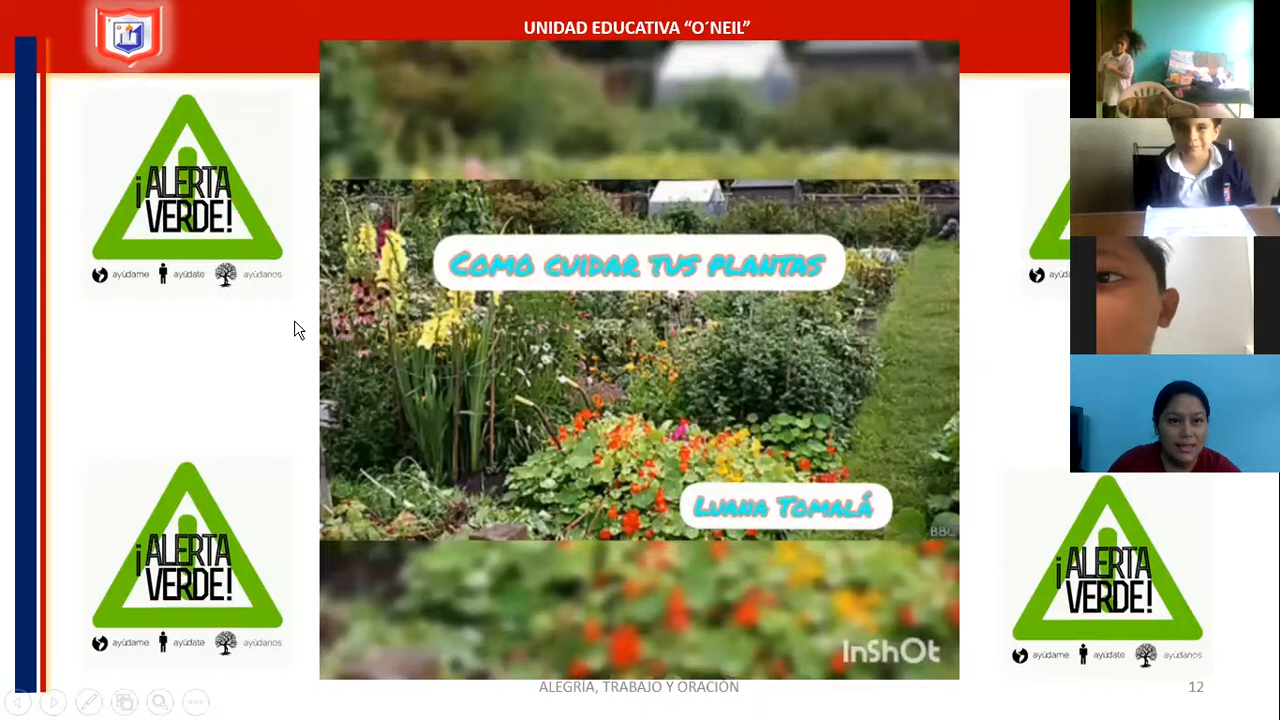 UNIDAD EDUCATIVA “O´NEIL”
¡ALERTA
VERDE!
ayúdame ayúdate ayúdanos
COMO CUIDAR TUS PLANTAS
LUANA TOMALÁ
BBC
¡ALERTA
VERDE!
ayúdame ayúdate ayúdanos
¡ALERTA
VERDE!
ayúdame ayúdate ayúdanos
InShOt
ALEGRÍA, TRABAJO Y ORACIÓN
12